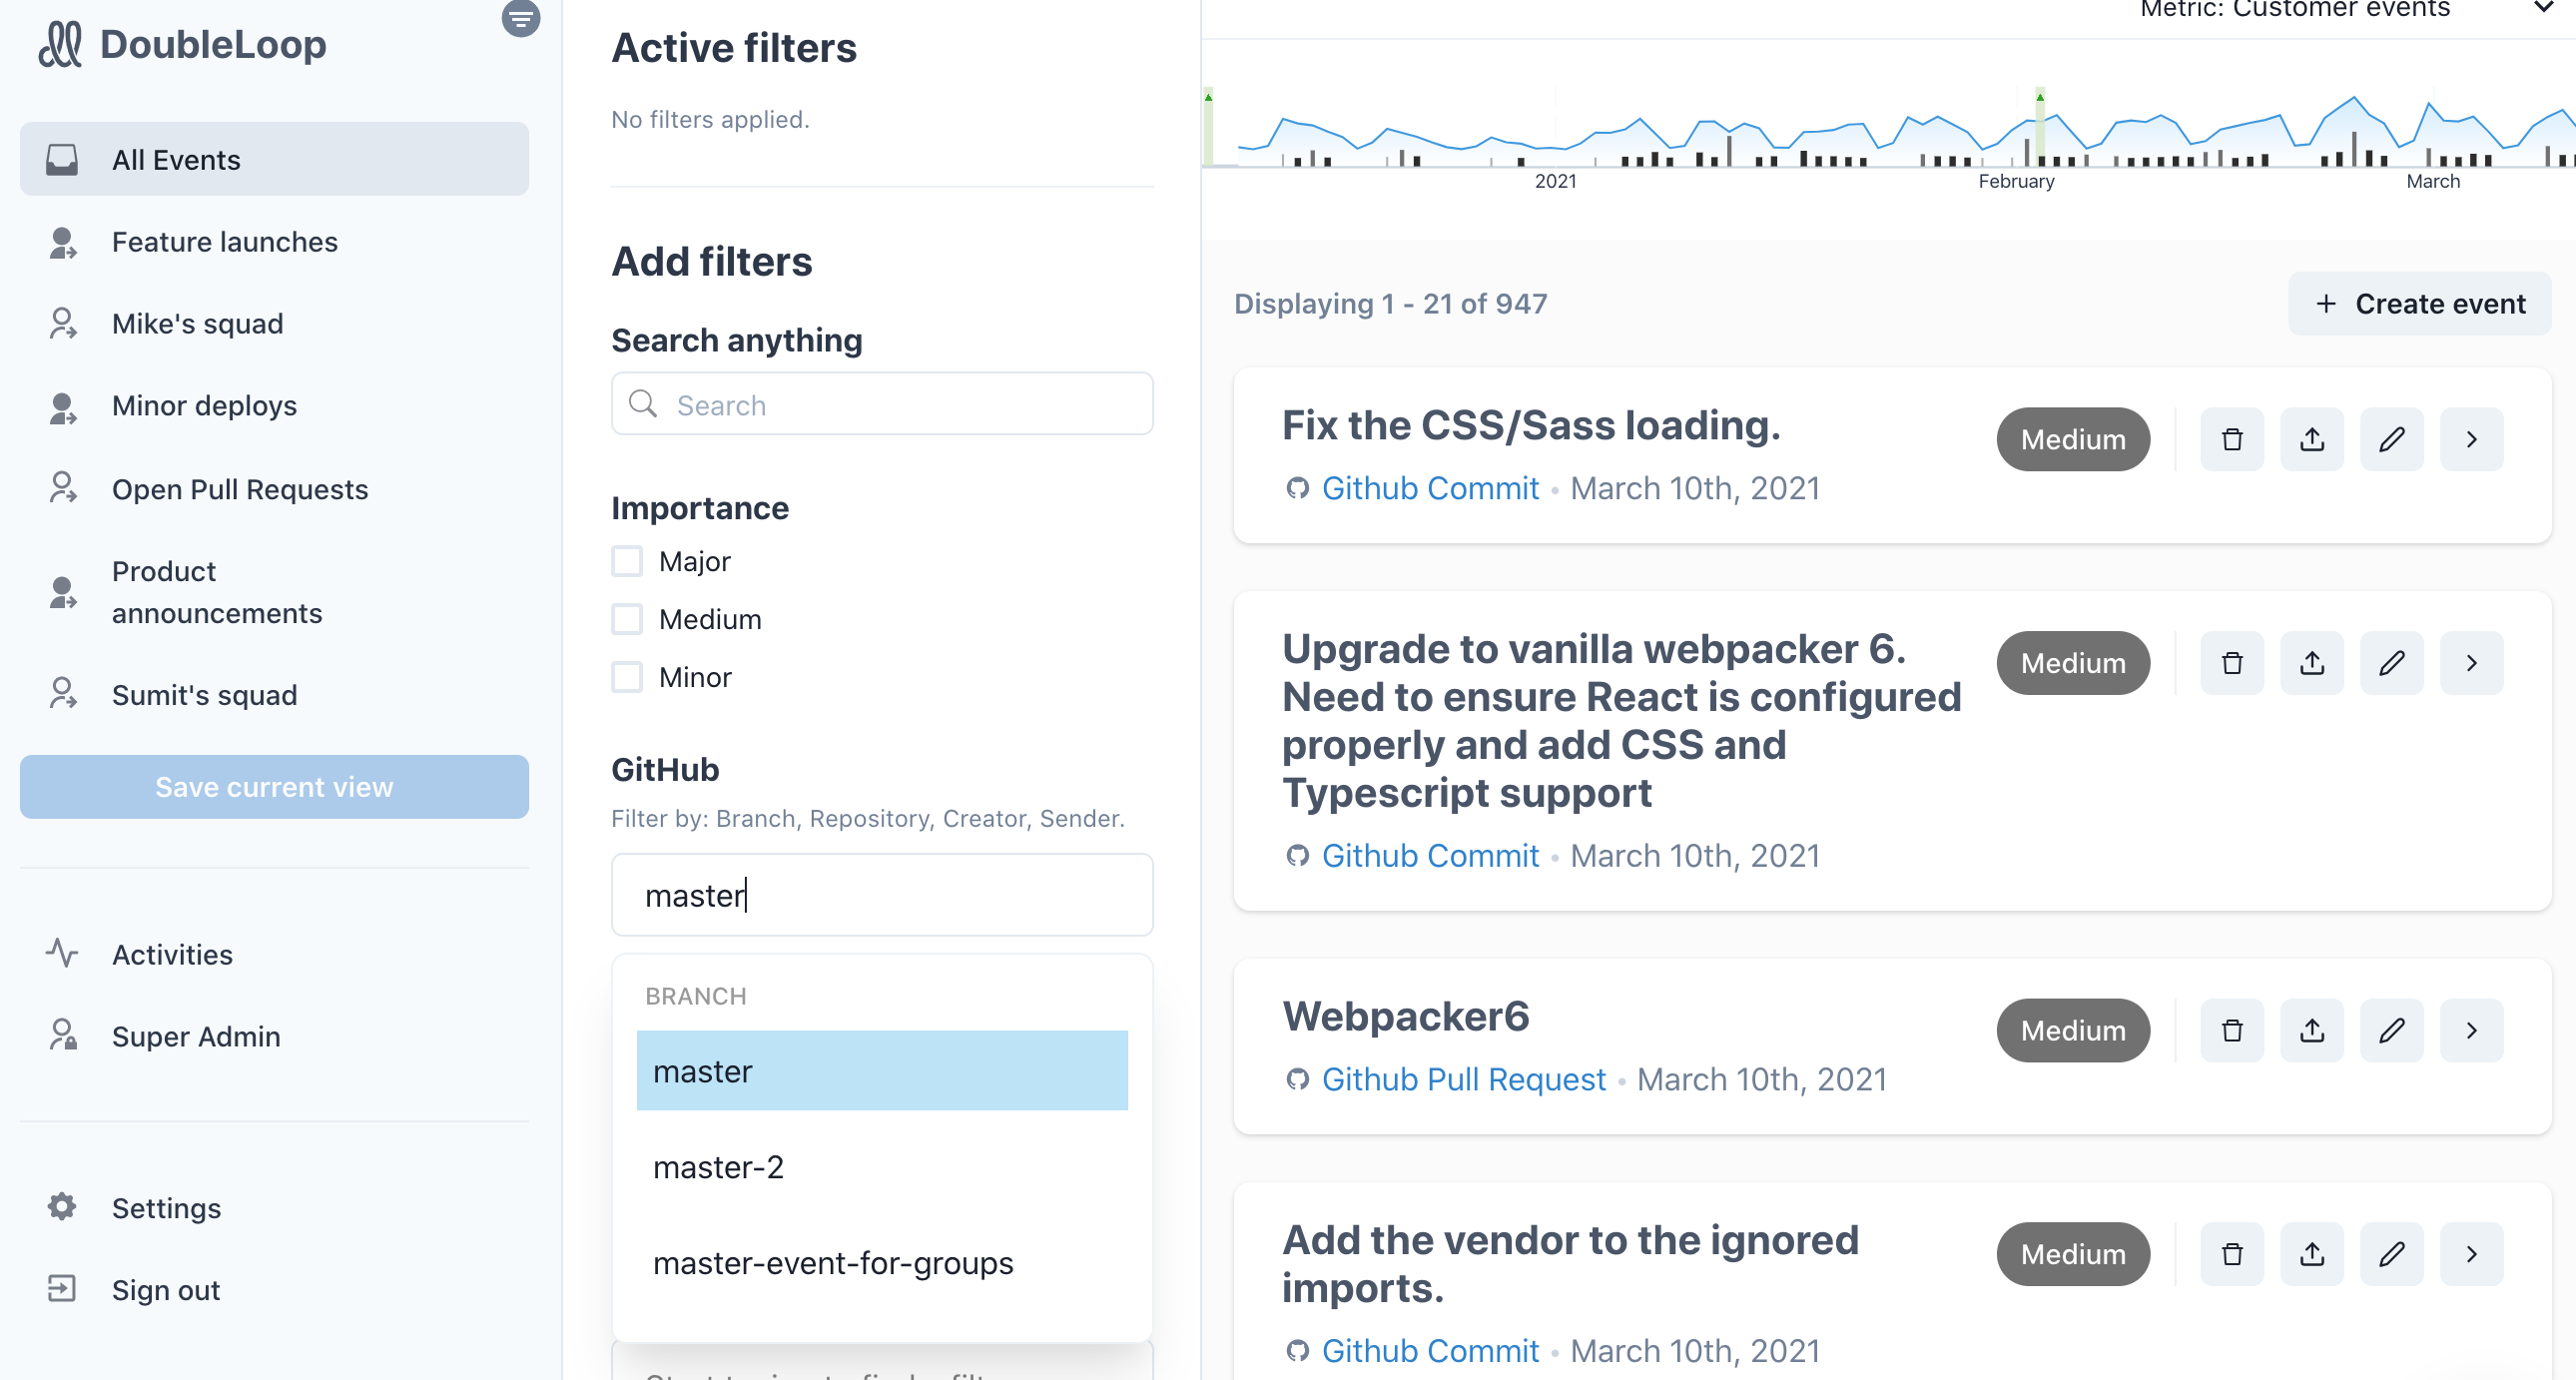 DoubleLoop
All Events
Feature launches
Mike's squad
Minor deploys
Open Pull Requests
Product
announcements
Sumit's squad
Save current view
Activities
Super Admin
Settings
Sign out
Active filters
No filters applied.
Add filters
Search anything
Search
Importance
Major
Medium
Minor
GitHub
Filter by: Branch, Repository, Creator, Sender.
master
BRANCH
master
master-2
master-event-for-groups
Metric: Customer events
2021
February
March
Displaying 1 - 21 of 947
+ Create event
Fix the CSS/Sass loading.
Medium
Github Commit • March 10th, 2021
Upgrade to vanilla webpacker 6.
Need to ensure React is configured
properly and add CSS and
Typescript support
Medium
Github Commit • March 10th, 2021
Webpacker6
Medium
Github Pull Request • March 10th, 2021
Add the vendor to the ignored
imports.
Medium
Github Commit • March 10th, 2021